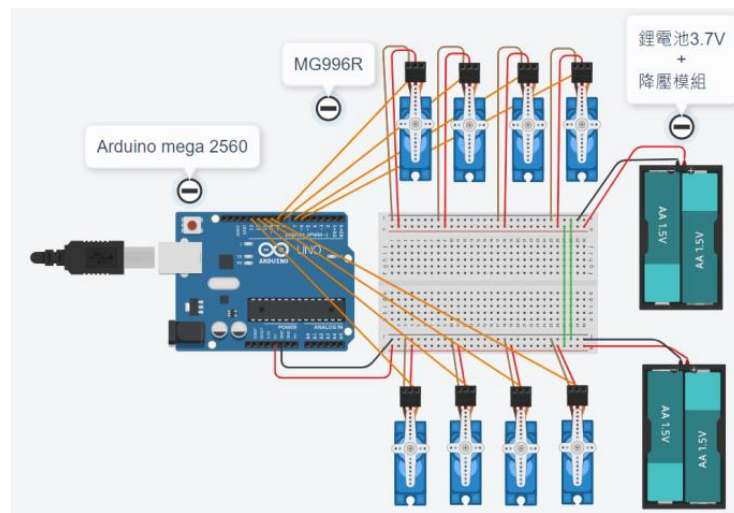 鋰電池3.7V
+
降壓模組
MG996R
Arduino mega 2560
UNO
ARDUINO
POWER
ANALOG IN
AA 1.5V
AA 1.5V
AA 1.5V
AA 1.5V